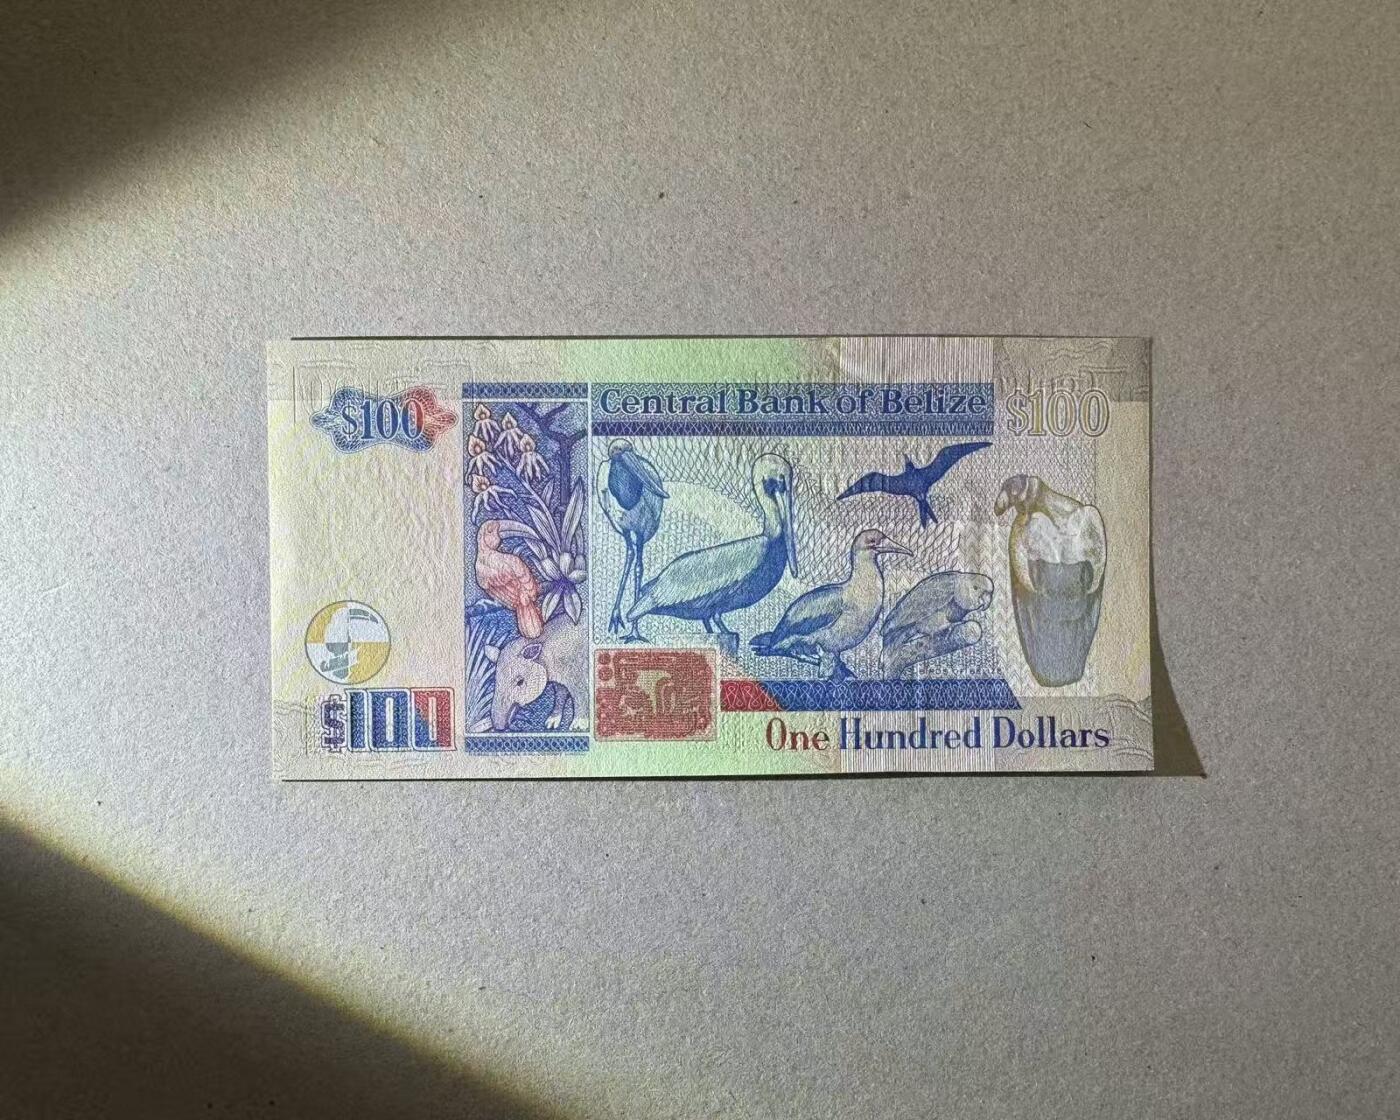 $100
Central Bank of Belize
$100
$100
One Hundred Dollars